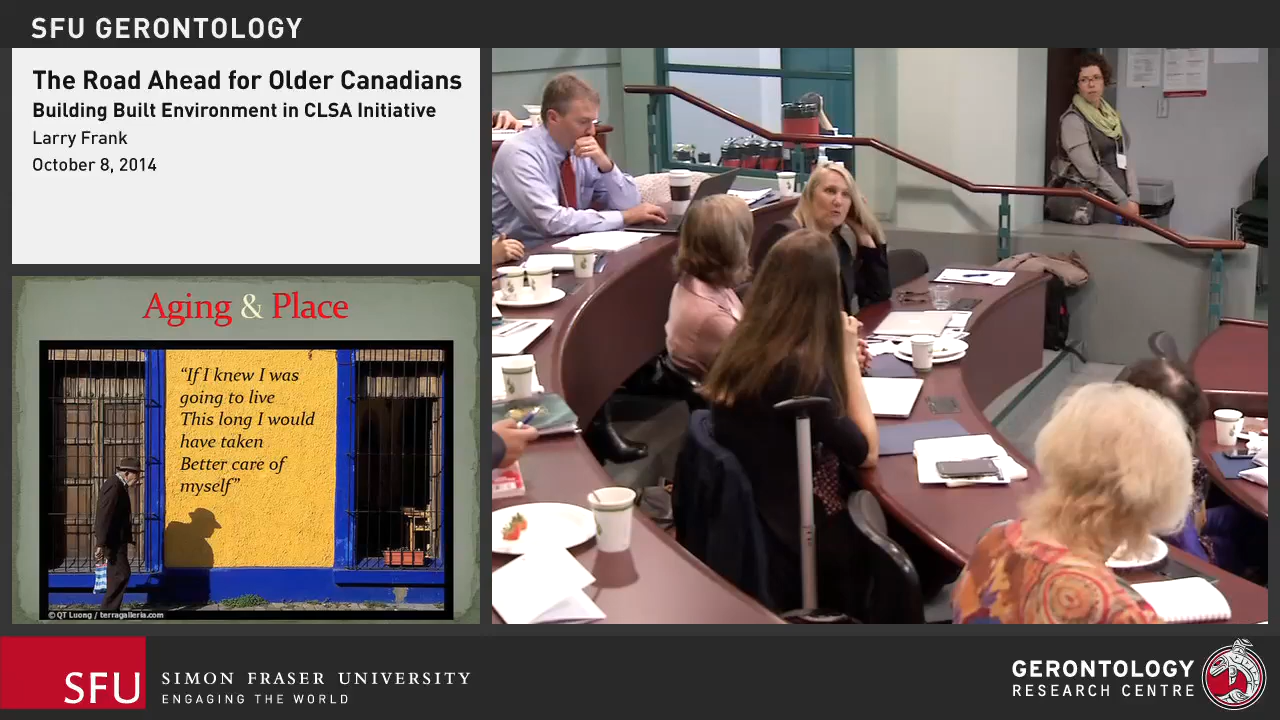 SFU GERONTOLOGY
The Road Ahead for Older Canadians
Building Built Environment in CLSA Initiative
Larry Frank
October 8, 2014
Aging & Place
“If I knew I was
going to live
This long I would
have taken
Better care of
myself”
© QT Luong / terragalleria.com
SFU
SIMON FRASER UNIVERSITY
ENGAGING THE WORLD
GERONTOLOGY
RESEARCH CENTRE